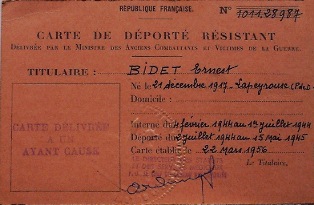 RÉPUBLIQUE FRANÇAISE. N° 1011.28987
CARTE DE DÉPORTÉ RÉSISTANT
DÉLIVRÉE PAR LE MINISTRE DES ANCIENS COMBATTANTS ET VICTIMES DE LA GUERRE.
TITULAIRE : BIDET Ernest
Né le 21 décembre 1917 - Lapeyrouse (P.de.D
Domicile :
Interné du 4 février 1944 au 1er juillet 1944
Déporté du 2 juillet 1944 au 15 mai 1945
Carte établie le 22 Mars 1956
CARTE DÉLIVRÉE
A UN
AYANT CAUSE
Le Titulaire,